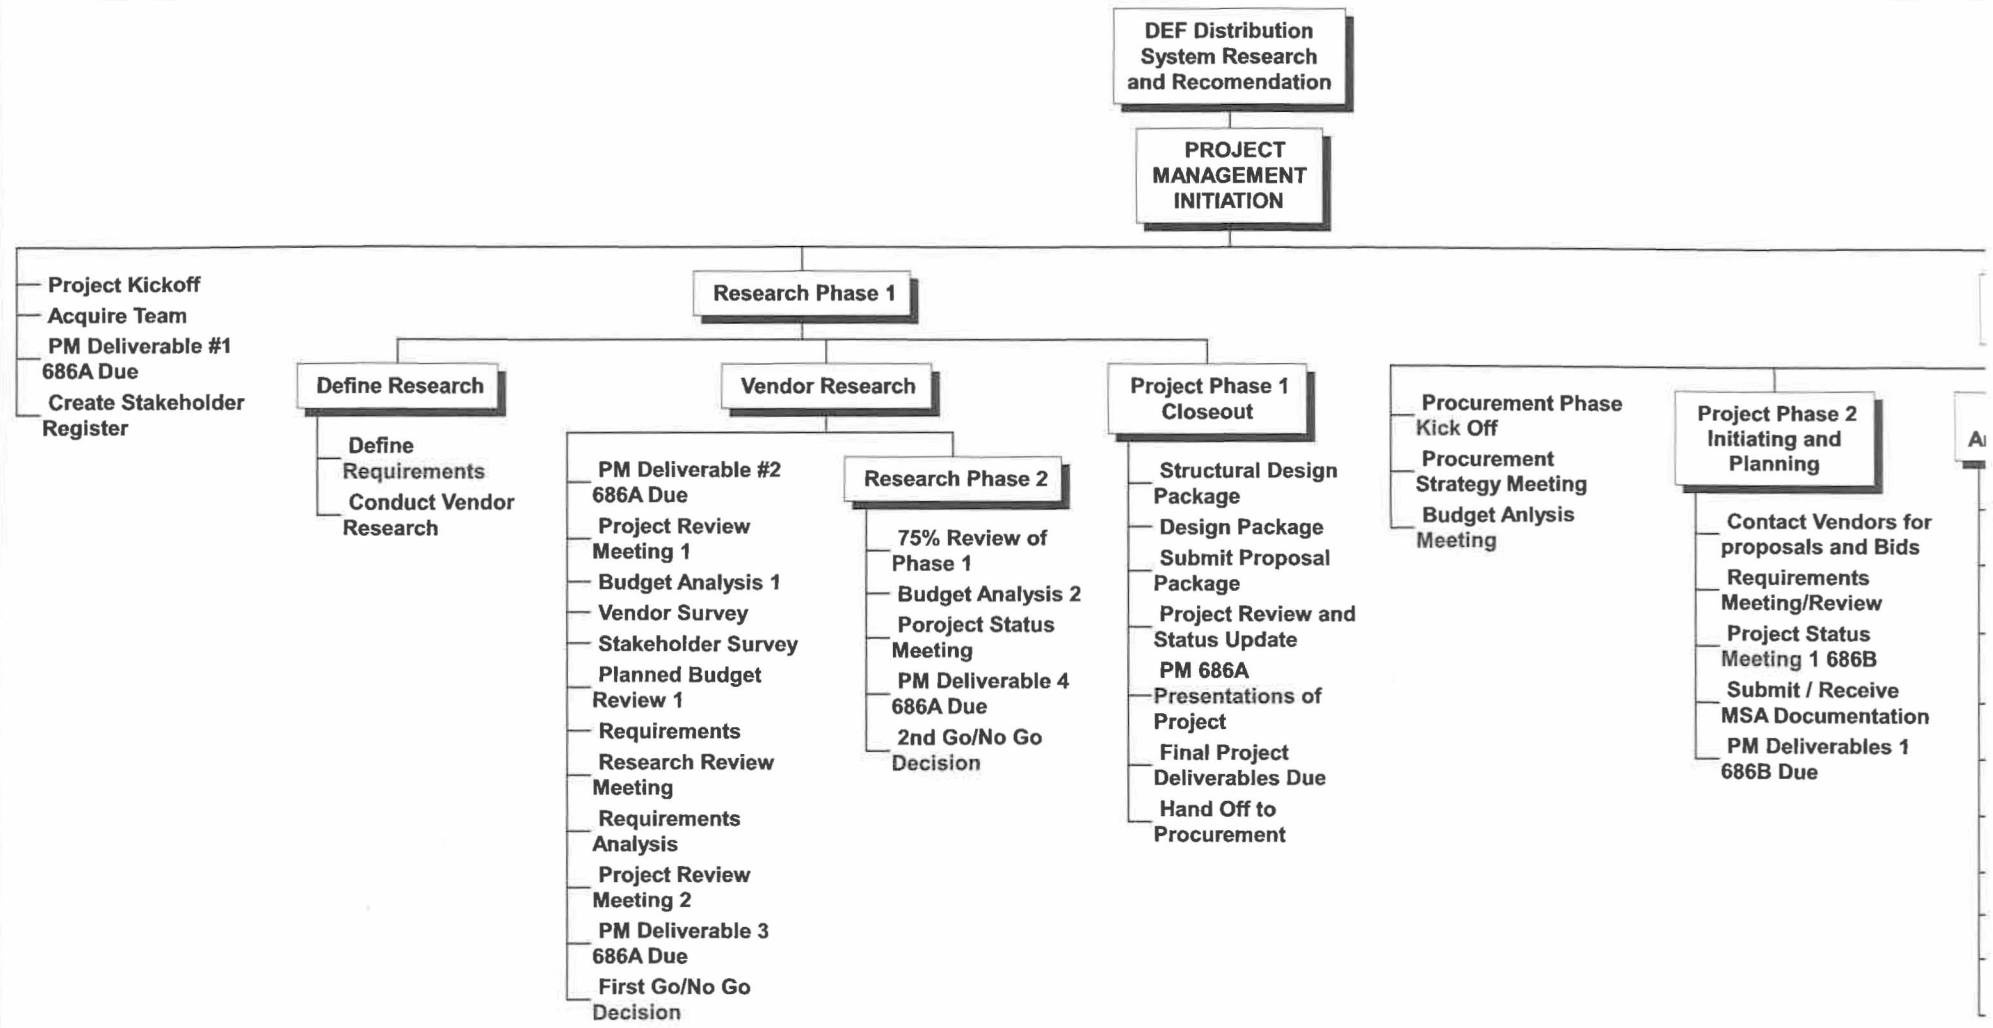 DEF Distribution
System Research
and Recomendation
PROJECT
MANAGEMENT
INITIATION
Project Kickoff
Acquire Team
PM Deliverable #1
686A Due
Create Stakeholder
Register
Research Phase 1
Define Research
Define
Requirements
Conduct Vendor
Research
Vendor Research
PM Deliverable #2
686A Due
Project Review
Meeting 1
Budget Analysis 1
Vendor Survey
Stakeholder Survey
Planned Budget
Review 1
Requirements
Research Review
Meeting
Requirements
Analysis
Project Review
Meeting 2
PM Deliverable 3
686A Due
First Go/No Go
Decision
Research Phase 2
75% Review of
Phase 1
Budget Analysis 2
Poroject Status
Meeting
PM Deliverable 4
686A Due
2nd Go/No Go
Decision
Project Phase 1
Closeout
Structural Design
Package
Design Package
Submit Proposal
Package
Project Review and
Status Update
PM 686A
Presentations of
Project
Final Project
Deliverables Due
Hand Off to
Procurement
Procurement Phase
Kick Off
Procurement
Strategy Meeting
Budget Anlysis
Meeting
Project Phase 2
Initiating and
Planning
Contact Vendors for
proposals and Bids
Requirements
Meeting/Review
Project Status
Meeting 1 686B
Submit / Receive
MSA Documentation
PM Deliverables 1
686B Due